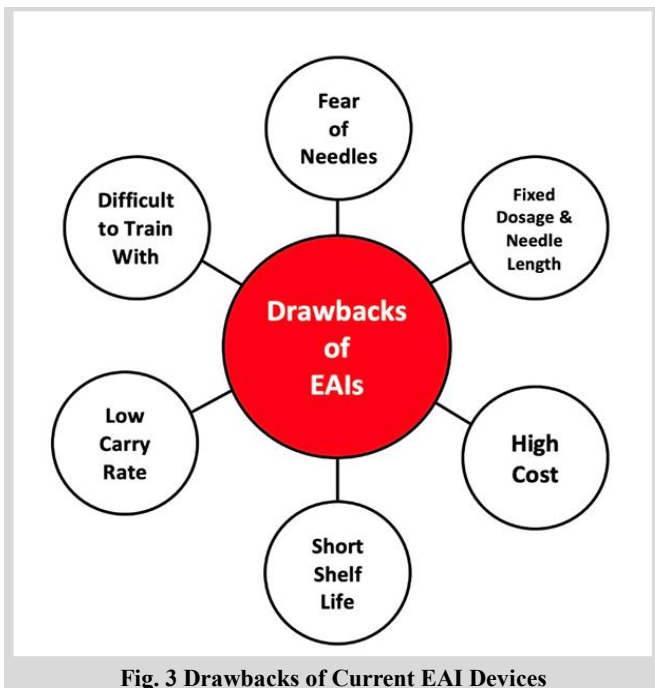 Fear
of
Needles
Difficult
to Train
With
Fixed
Dosage &
Needle
Length
Drawbacks
of
EAIs
Low
Carry
Rate
High
Cost
Short
Shelf
Life
Fig. 3 Drawbacks of Current EAI Devices